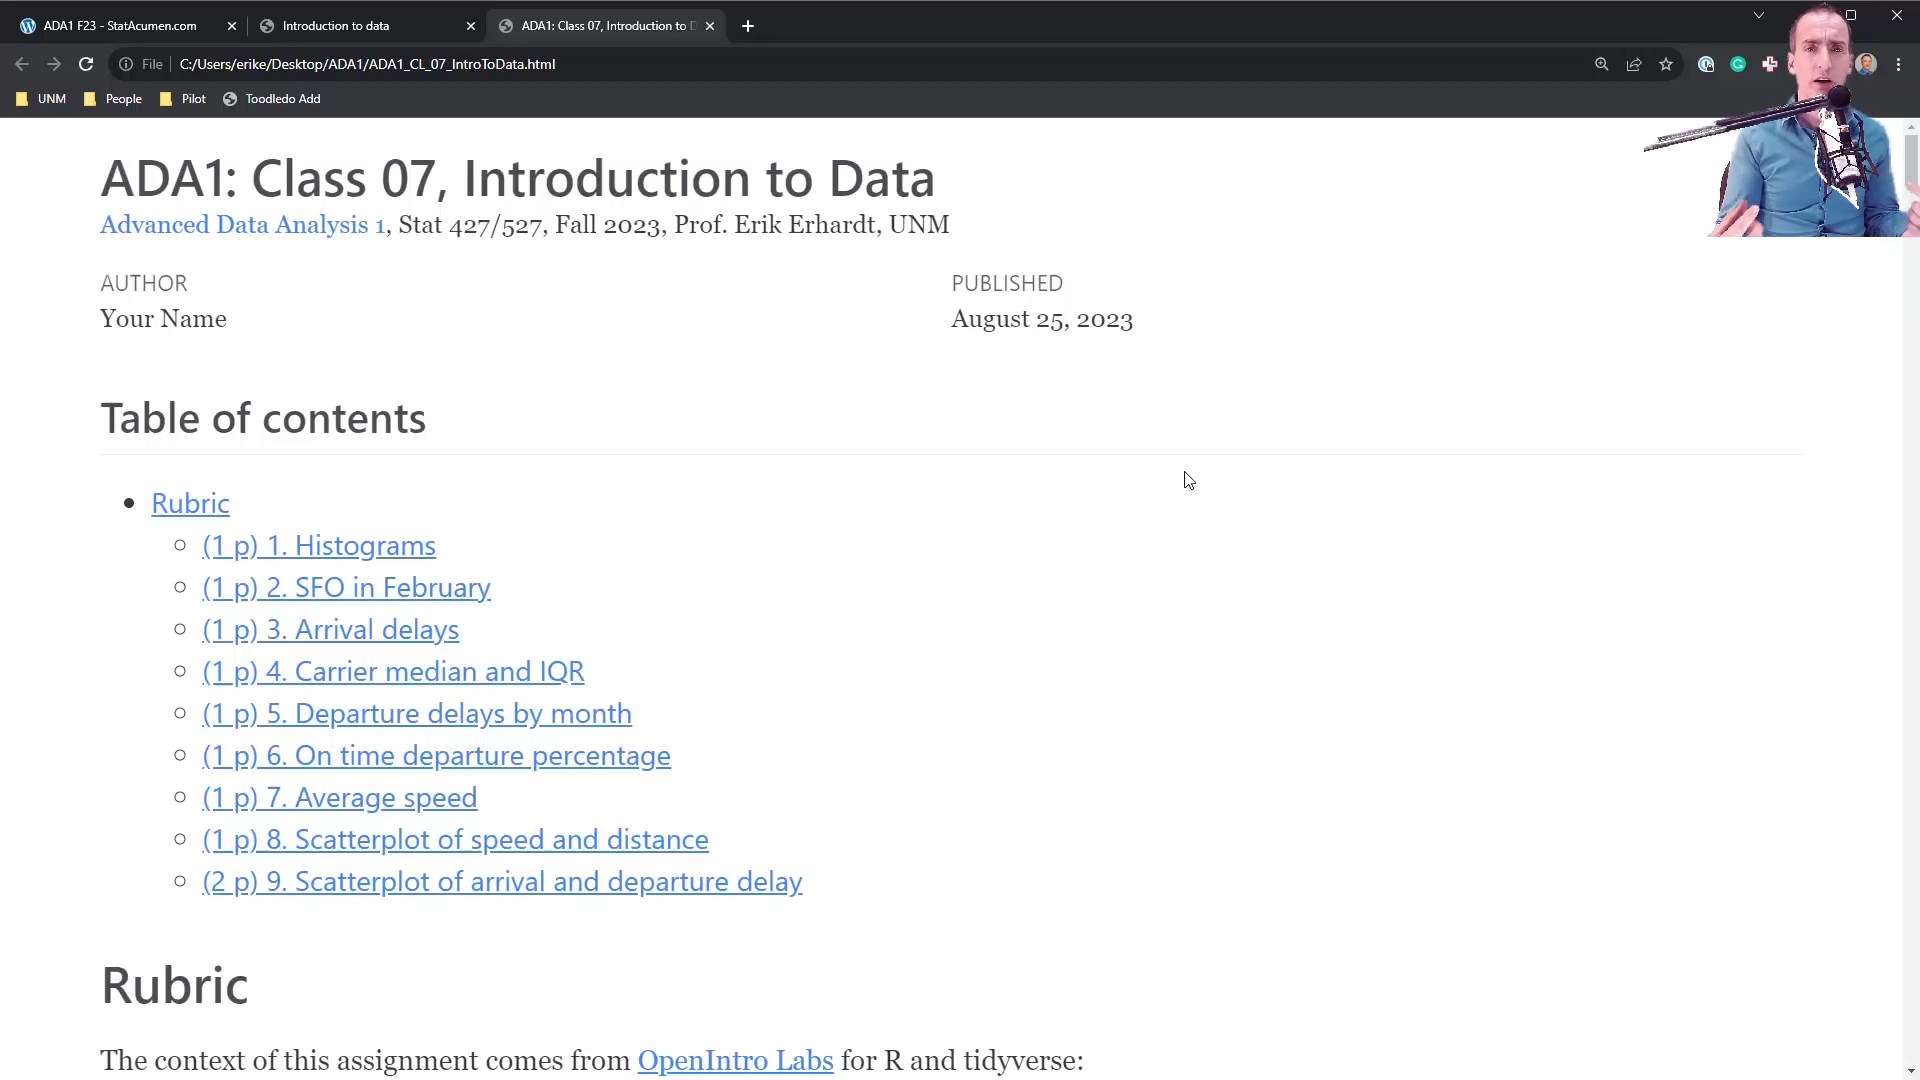 ADA1 F23 - StatAcumen.com
Introduction to data
ADA1: Class 07, Introduction to D
File
C:/Users/erike/Desktop/ADA1/ADA1_CL_07_IntroToData.html
UNM
People
Pilot
Toodledo Add
ADA1: Class 07, Introduction to Data
Advanced Data Analysis 1, Stat 427/527, Fall 2023, Prof. Erik Erhardt, UNM
AUTHOR
PUBLISHED
Your Name
August 25, 2023
Table of contents
Rubric
(1 p) 1. Histograms
(1 p) 2. SFO in February
(1 p) 3. Arrival delays
(1 p) 4. Carrier median and IQR
(1 p) 5. Departure delays by month
(1 p) 6. On time departure percentage
(1 p) 7. Average speed
(1 p) 8. Scatterplot of speed and distance
(2 p) 9. Scatterplot of arrival and departure delay
Rubric
The context of this assignment comes from OpenIntro Labs for R and tidyverse: